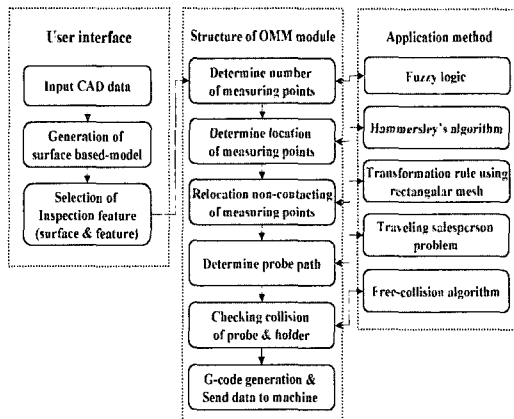 User interface
Input CAD data
Generation of
surface based-model
Selection of
Inspection feature
(surface & feature)
Structure of OMM module
Determine number
of measuring points
Determine location
of measuring points
Relocation non-contacting
of measuring points
Determine probe path
Checking collision
of probe & holder
G-code generation &
Send data to machine
Application method
Fuzzy logic
Hammersley's algorithm
Transformation rule using
rectangular mesh
Traveling salesperson
problem
Free-collision algorithm